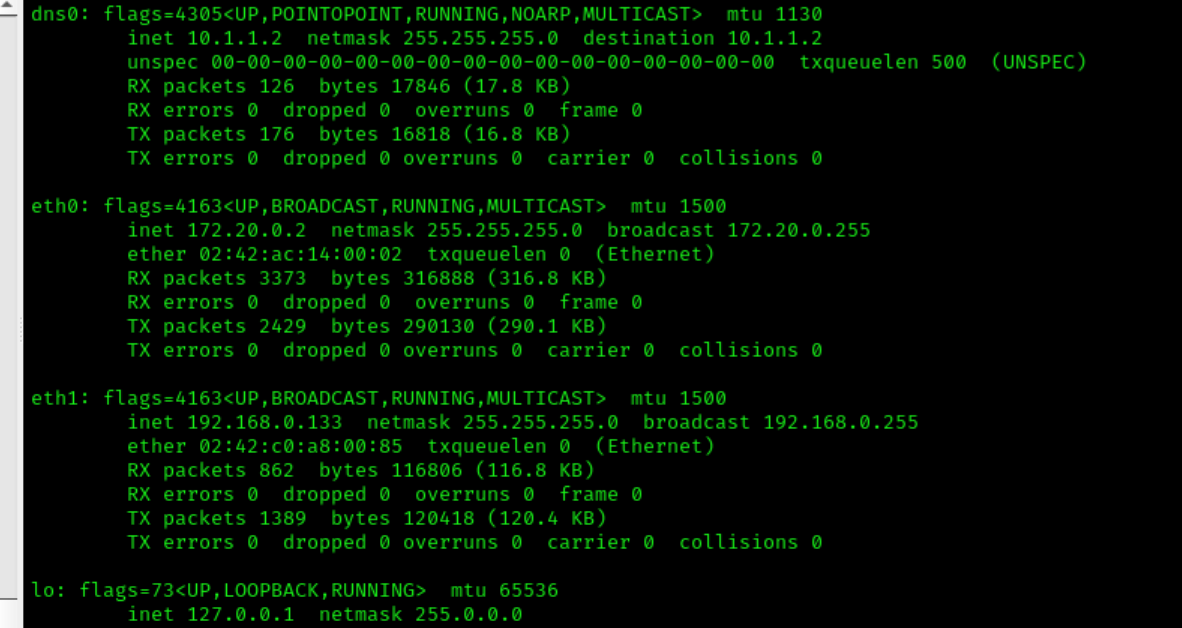 dns0: flags=4305<UP,POINTOPOINT,RUNNING,NOARP,MULTICAST>  mtu 1130
        inet 10.1.1.2  netmask 255.255.255.0  destination 10.1.1.2
        unspec 00-00-00-00-00-00-00-00-00-00-00-00-00-00-00-00  txqueuelen 500  (UNSPEC)
        RX packets 126  bytes 17846 (17.8 KB)
        RX errors 0  dropped 0  overruns 0  frame 0
        TX packets 176  bytes 16818 (16.8 KB)
        TX errors 0  dropped 0 overruns 0  carrier 0  collisions 0

eth0: flags=4163<UP,BROADCAST,RUNNING,MULTICAST>  mtu 1500
        inet 172.20.0.2  netmask 255.255.255.0  broadcast 172.20.0.255
        ether 02:42:ac:14:00:02  txqueuelen 0  (Ethernet)
        RX packets 3373  bytes 316888 (316.8 KB)
        RX errors 0  dropped 0  overruns 0  frame 0
        TX packets 2429  bytes 290130 (290.1 KB)
        TX errors 0  dropped 0 overruns 0  carrier 0  collisions 0

eth1: flags=4163<UP,BROADCAST,RUNNING,MULTICAST>  mtu 1500
        inet 192.168.0.133  netmask 255.255.255.0  broadcast 192.168.0.255
        ether 02:42:c0:a8:00:85  txqueuelen 0  (Ethernet)
        RX packets 862  bytes 116806 (116.8 KB)
        RX errors 0  dropped 0  overruns 0  frame 0
        TX packets 1389  bytes 120418 (120.4 KB)
        TX errors 0  dropped 0 overruns 0  carrier 0  collisions 0

lo: flags=73<UP,LOOPBACK,RUNNING>  mtu 65536
        inet 127.0.0.1  netmask 255.0.0.0